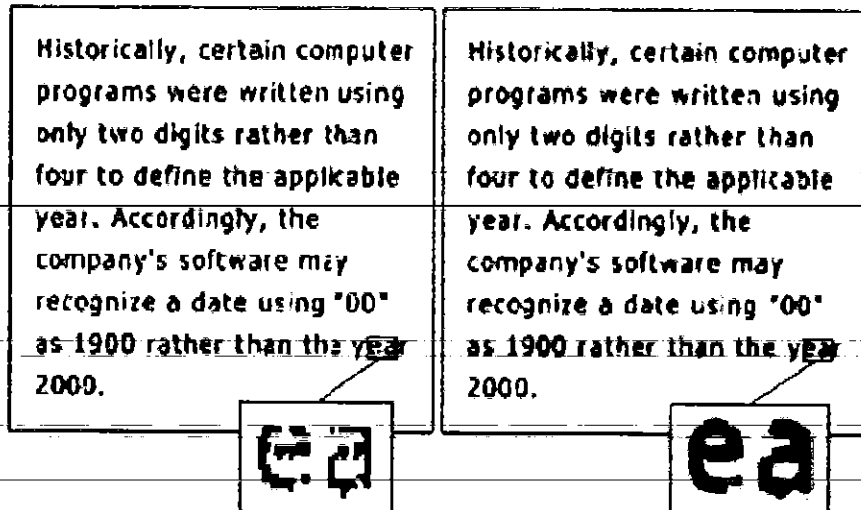 Historically, certain computer
programs were written using
only two digits rather than
four to define the applicable
year. Accordingly, the
company's software may
recognize a date using "00"
as 1900 rather than the year
2000.
ea
Historically, certain computer
programs were written using
only two digits rather than
four to define the applicable
year. Accordingly, the
company's software may
recognize a date using "00"
as 1900 rather than the year
2000.
ea